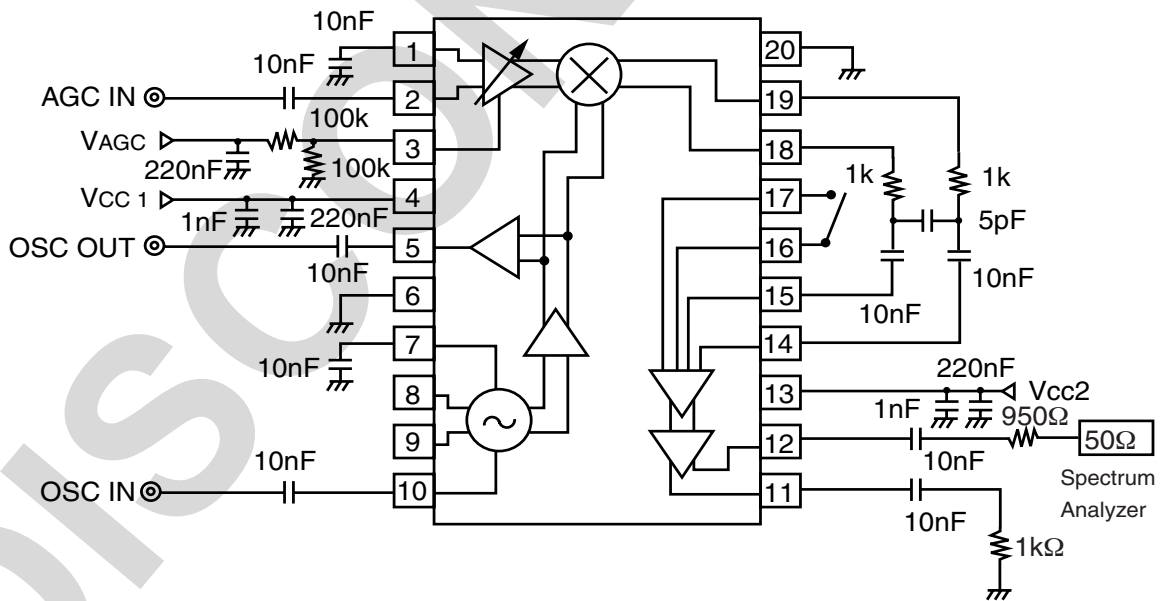 10nF
1
20
10nF
AGC IN
2
19
100k
VAGC
3
18
220nF
100k
1k
1k
VCC 1
4
17
1nF
220nF
5pF
OSC OUT
5
16
10nF
10nF
6
15
10nF
7
14
10nF
220nF
8
13
Vcc2
1nF
950Ω
9
12
50Ω
10nF
10nF
Spectrum
Analyzer
OSC IN
10
11
10nF
1kΩ
DISCON